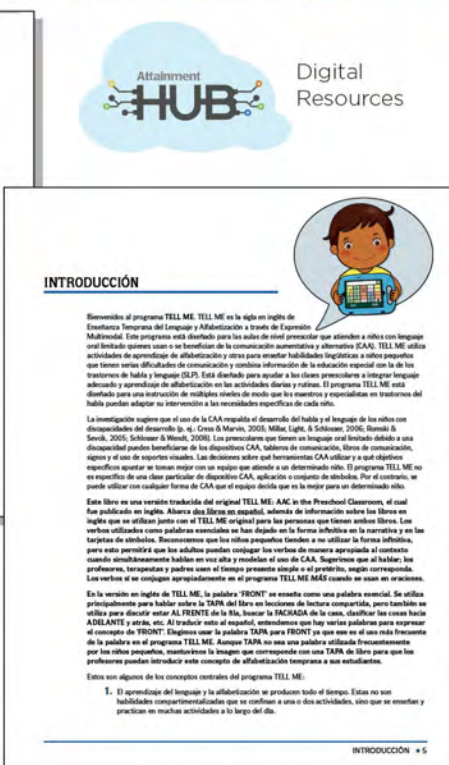 Attainment
HUB
Digital
Resources
INTRODUCCIÓN
Bienvenidos al programa TELL ME. TELL ME es la sigla en inglés de
Enseñanza Temprana del Lenguaje y Alfabetización a través de Expresión
Multimodal. Este programa está diseñado para las aulas de nivel preescolar que atienden a niños con lenguaje
oral limitado quienes usan o se benefician de la comunicación aumentativa y alternativa (CAA). TELL ME utiliza
actividades de aprendizaje de alfabetización y otras para enseñar habilidades lingüísticas a niños pequeños
que tienen serias dificultades de comunicación y combina información de la educación especial con la de los
trastornos de habla y lenguaje (SLP). Está diseñado para ayudar a las clases preescolares a integrar lenguaje
adecuado y aprendizaje de alfabetización en las actividades diarias y rutinas. El programa TELL ME está
diseñado para una instrucción de múltiples niveles de modo que los maestros y especialistas en trastornos del
habla puedan adaptar su intervención a las necesidades específicas de cada niño.
La investigación sugiere que el uso de la CAA respalda el desarrollo del habla y el lenguaje de los niños con
discapacidades del desarrollo (p. ej.: Cress & Marvin, 2003; Millar, Light, & Schlosser, 2006; Romski &
Sevcik, 2005; Schlosser & Wendt, 2008). Los preescolares que tienen un lenguaje oral limitado debido a una
discapacidad pueden beneficiarse de los dispositivos CAA, tableros de comunicación, libros de comunicación,
signos y el uso de soportes visuales. Las decisiones sobre qué herramientas CAA utilizar y a qué objetivos
específicos apuntar se toman mejor con un equipo que atiende a un determinado niño. El programa TELL ME no
es específico de una clase particular de dispositivo CAA, aplicación o conjunto de símbolos. Por el contrario, se
puede utilizar con cualquier forma de CAA que el equipo decida que es la mejor para un determinado niño.
Este libro es una versión traducida del original TELL ME: AAC in the Preschool Classroom, el cual
fue publicado en inglés. Abarca dos libros en español, además de información sobre los libros en
inglés que se utilizan junto con el TELL ME original para las personas que tienen ambos libros. Los
verbos utilizados como palabras esenciales se han dejado en la forma infinitiva en la narrativa y en las
tarjetas de símbolos. Reconocemos que los niños pequeños tienden a no utilizar la forma infinitiva,
pero esto permitirá que los adultos puedan conjugar los verbos de manera apropiada al contexto
cuando simultáneamente hablan en voz alta y modelan el uso de CAA. Sugerimos que al hablar; los
profesores, terapeutas y padres usen el tiempo presente simple o el pretérito, según corresponda.
Los verbos si se conjugan apropiadamente en el programa TELL ME MÁS cuando se usan en oraciones.
En la versión en inglés de TELL ME, la palabra ‘FRONT’ se enseña como una palabra esencial. Se utiliza
principalmente para hablar sobre la TAPA del libro en lecciones de lectura compartida, pero también se
utiliza para discutir estar AL FRENTE de la fila, buscar la FACHADA de la casa, clasificar las cosas hacia
ADELANTE y atrás, etc. Al traducir esto al español, entendemos que hay varias palabras para expresar
el concepto de ‘FRONT’. Elegimos usar la palabra TAPA para FRONT ya que ese es el uso más frecuente
de la palabra en el programa TELL ME. Aunque TAPA no sea una palabra utilizada frecuentemente
por los niños pequeños, mantuvimos la imagen que corresponde con una TAPA de libro para que los
profesores puedan introducir este concepto de alfabetización temprana a sus estudiantes.
Estos son algunos de los conceptos centrales del programa TELL ME:
1. El aprendizaje del lenguaje y la alfabetización se producen todo el tiempo. Estas no son
habilidades compartimentalizadas que se confinan a una o dos actividades, sino que se enseñan y
practican en muchas actividades a lo largo del día.
INTRODUCCIÓN • 5